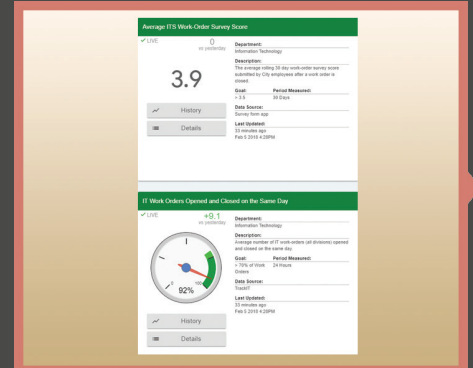 Average ITS Work-Order Survey Score
✓ LIVE
0
vs yesterday
3.9
History
Details
Department:
Information Technology
Description:
The average rolling 30 day work-order survey score
submitted by City employees after a work order is
closed.
Goal: Period Measured:
> 3.5 30 Days
Data Source:
Survey form app
Last Updated:
33 minutes ago
Feb 5 2018 4:28PM
IT Work Orders Opened and Closed on the Same Day
✓ LIVE
+9.1
vs yesterday
0
100
92%
History
Details
Department:
Information Technology
Description:
Average number of IT work-orders (all divisions) opened
and closed on the same day
Goal: Period Measured:
> 70% of Work 24 Hours
Orders
Data Source:
TrackIT
Last Updated:
33 minutes ago
Feb 5 2018 4:28PM